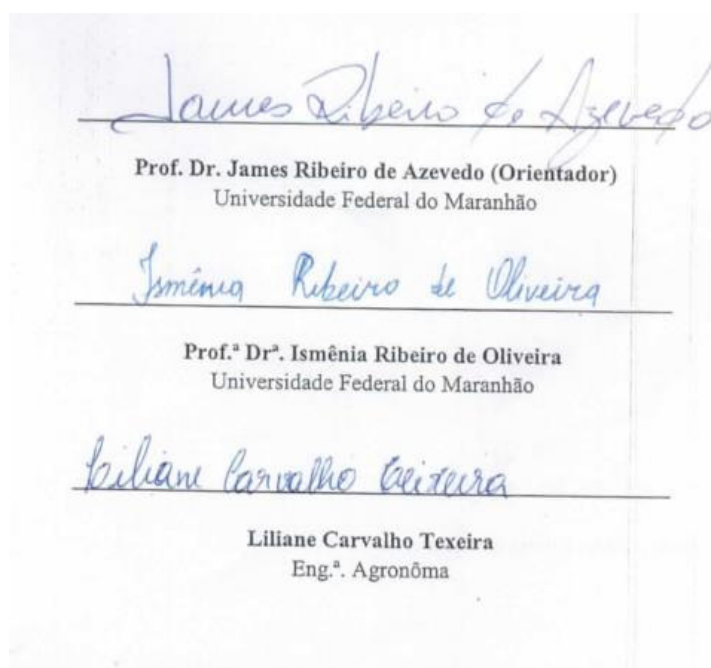 James Ribeiro de Azevedo
Prof. Dr. James Ribeiro de Azevedo (Orientador)
Universidade Federal do Maranhão
Ismênia Ribeiro de Oliveira
Prof.ª Drª. Ismênia Ribeiro de Oliveira
Universidade Federal do Maranhão
Liliane Carvalho Teixeira
Liliane Carvalho Texeira
Eng.ª. Agronôma